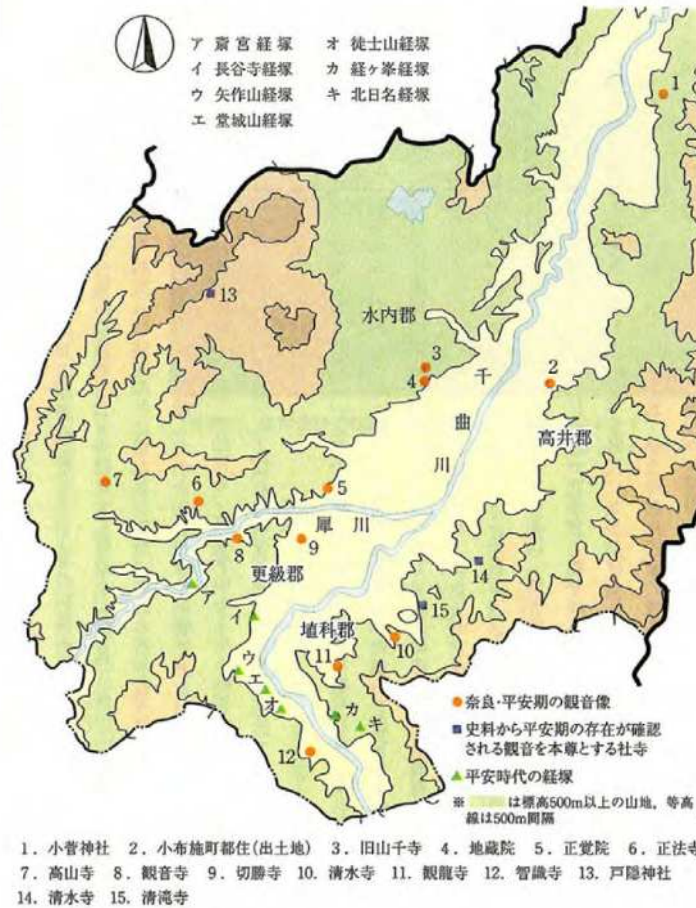 ア 斎宮経塚 オ 徒士山経塚
イ 長谷寺経塚 カ 経ヶ峯経塚
ウ 矢作山経塚 キ 北日名経塚
エ 堂城山経塚
1
13
水内郡
3
4
2
千曲川
高井郡
7
6
5
犀川
8
9
ア
更級郡
14
イ
15
埴科郡
10
11
ウ
エ
オ
カ
キ
12
●奈良・平安期の観音像
■史料から平安期の存在が確認
される観音を本尊とする社寺
▲平安時代の経塚
※ は標高500m以上の山地，等高
線は500m間隔
1．小菅神社 2．小布施町都住(出土地) 3．旧山千寺 4．地蔵院 5．正覚院 6．正法寺
7．高山寺 8．観音寺 9．切勝寺 10．清水寺 11．観龍寺 12．智識寺 13．戸隠神社
14．清水寺 15．清滝寺